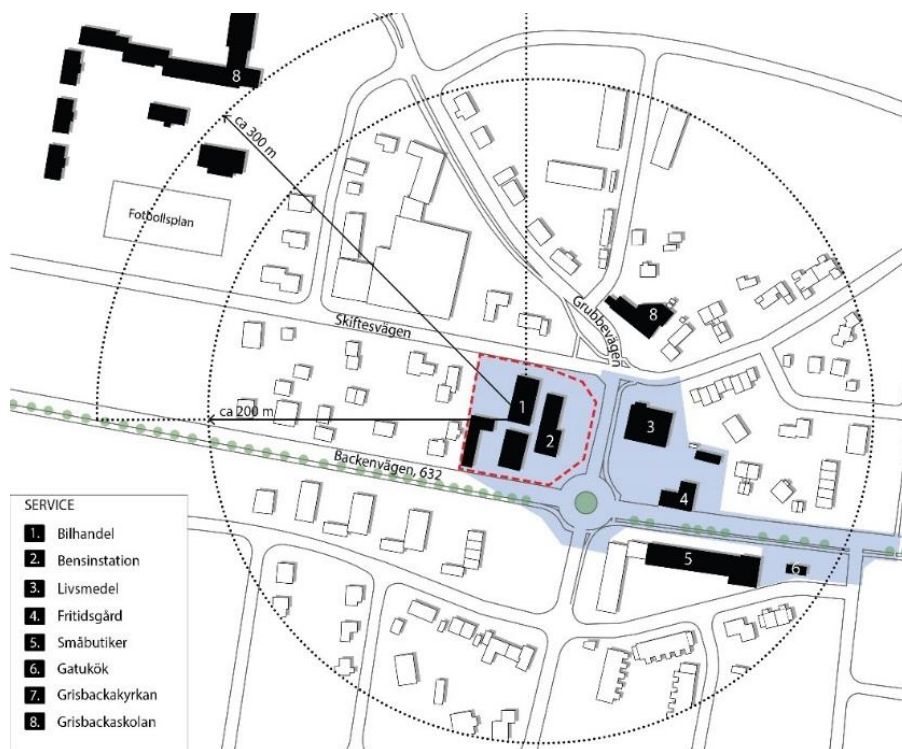 8
ca 300 m
Fotbollsplan
Grubbevägen
8
Skiftesvägen
1
2
3
ca 200 m
Backenvägen, 632
4
5
6
SERVICE
1. Bilhandel
2. Bensinstation
3. Livsmedel
4. Fritidsgård
5. Småbutiker
6. Gatukök
7. Grisbackakyrkan
8. Grisbackaskolan